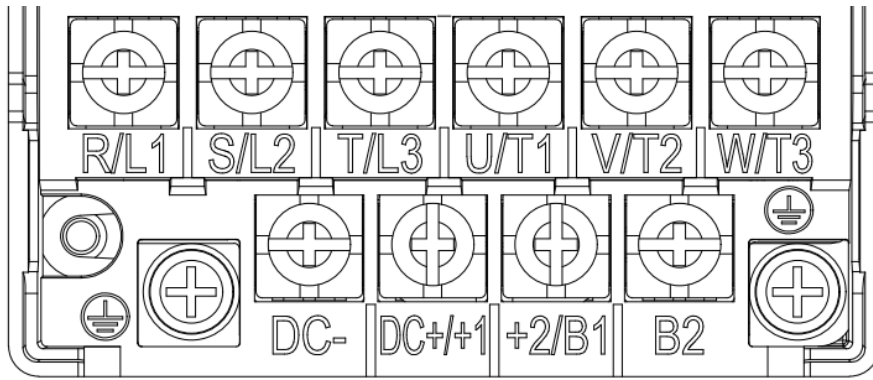 R/L1 S/L2 T/L3 U/T1 V/T2 W/T3
DC- DC+/+1 +2/B1 B2